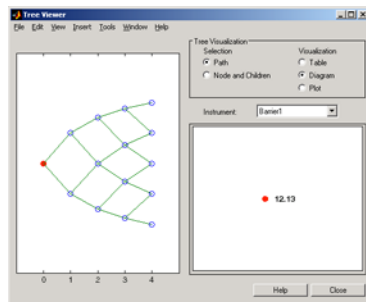 Tree Viewer
File Edit View Insert Tools Window Help
Tree Visualization
Selection
Visualization
Path
Table
Node and Children
Diagram
Plot
Instrument:
Barrier1
12.13
0 1 2 3 4
Help
Close